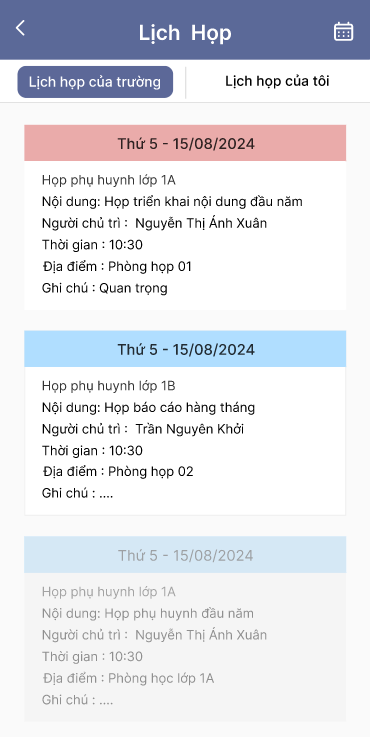 Lịch Họp
Lịch họp của trường
Lịch họp của tôi
Thứ 5 - 15/08/2024
Họp phụ huynh lớp 1A
Nội dung: Họp triển khai nội dung đầu năm
Người chủ trì : Nguyễn Thị Ánh Xuân
Thời gian : 10:30
Địa điểm : Phòng họp 01
Ghi chú : Quan trọng
Thứ 5 - 15/08/2024
Họp phụ huynh lớp 1B
Nội dung: Họp báo cáo hàng tháng
Người chủ trì : Trần Nguyên Khởi
Thời gian : 10:30
Địa điểm : Phòng họp 02
Ghi chú : ....
Thứ 5 - 15/08/2024
Họp phụ huynh lớp 1A
Nội dung: Họp phụ huynh đầu năm
Người chủ trì : Nguyễn Thị Ánh Xuân
Thời gian : 10:30
Địa điểm : Phòng học lớp 1A
Ghi chú : ....